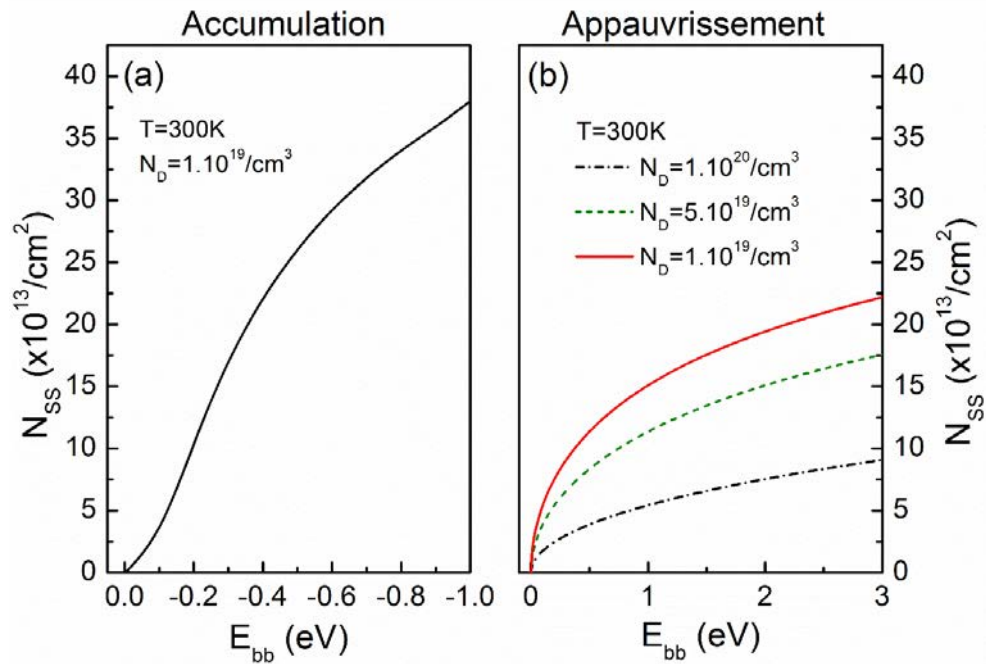 Accumulation
(a)
T=300K
N_D=1.10^19/cm^3
N_SS (x10^13/cm^2)
40
35
30
25
20
15
10
5
0
0.0 -0.2 -0.4 -0.6 -0.8 -1.0
E_bb (eV)
Appauvrissement
(b)
T=300K
N_D=1.10^20/cm^3
N_D=5.10^19/cm^3
N_D=1.10^19/cm^3
40
35
30
25
20
15
10
5
0
N_SS (x10^13/cm^2)
0 1 2 3
E_bb (eV)